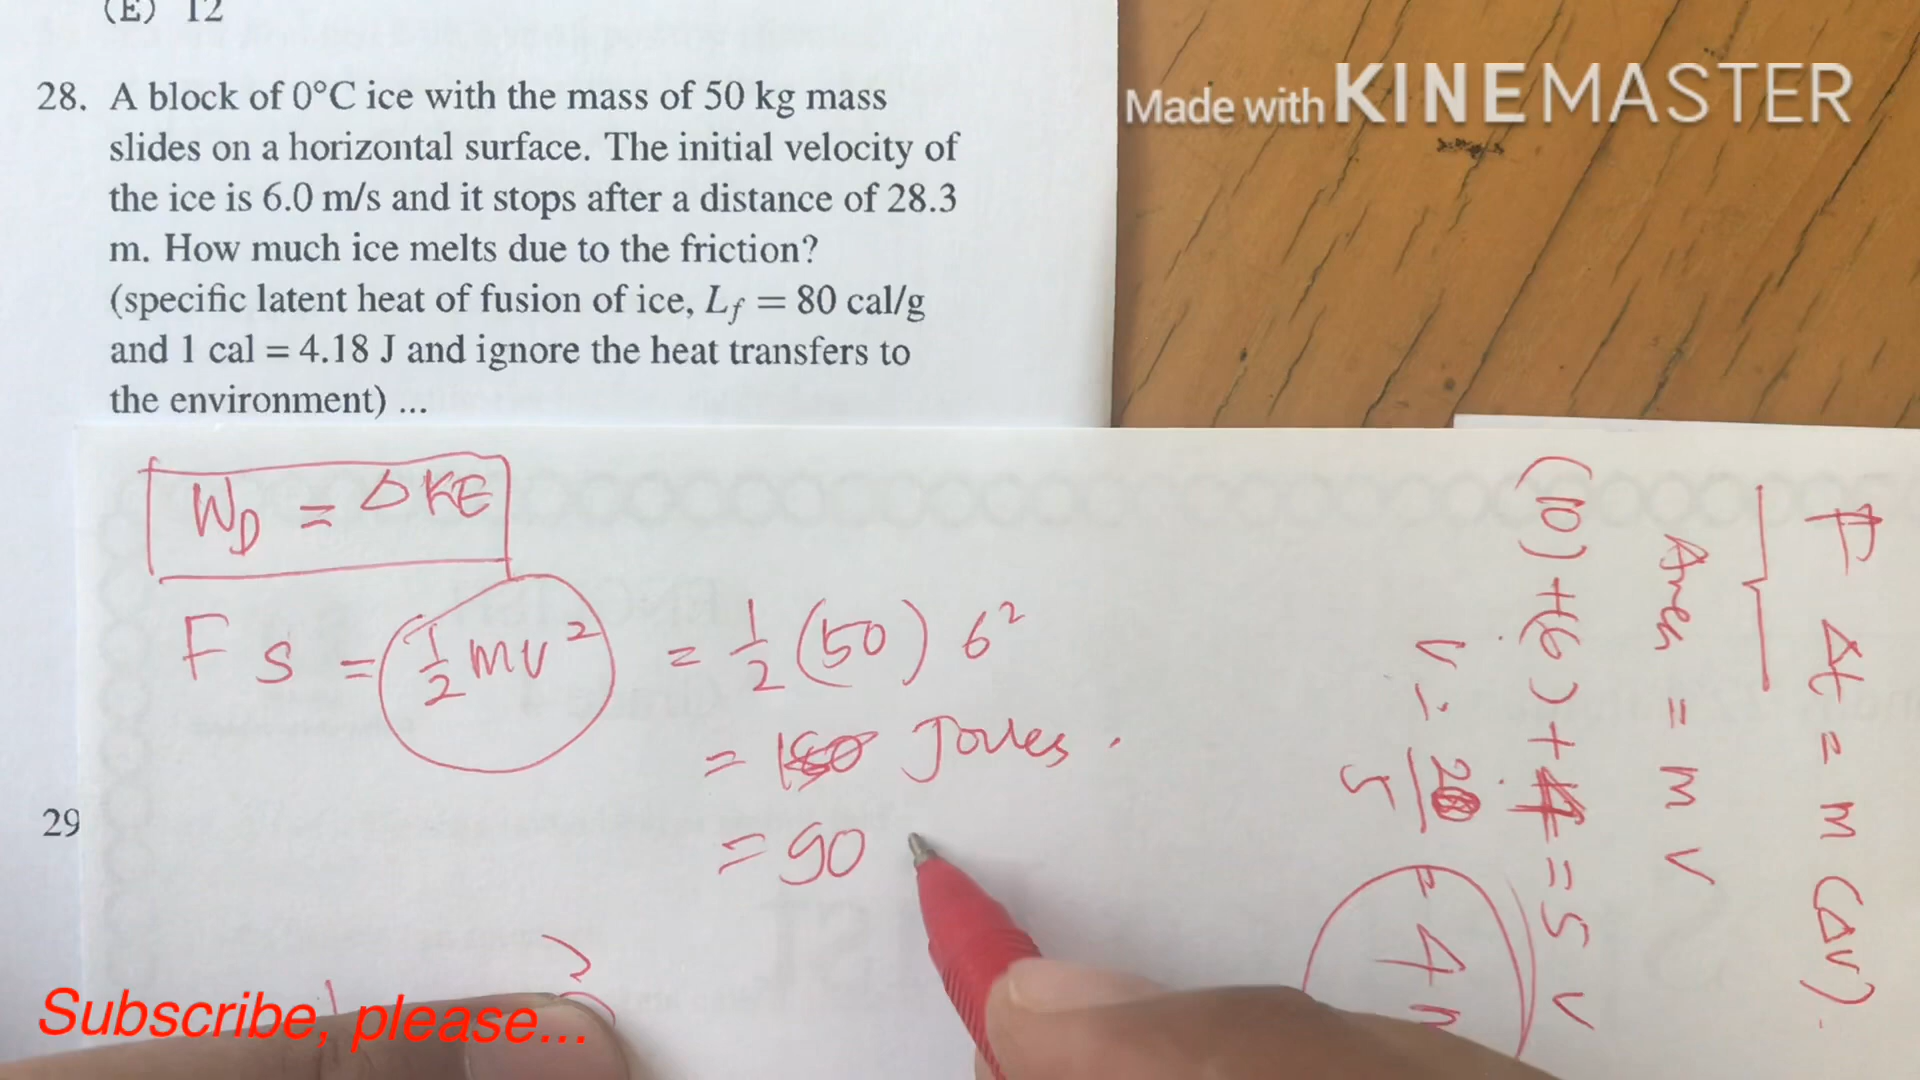 (E) 12
28. A block of 0°C ice with the mass of 50 kg mass
slides on a horizontal surface. The initial velocity of
the ice is 6.0 m/s and it stops after a distance of 28.3
m. How much ice melts due to the friction?
(specific latent heat of fusion of ice, L_f = 80 cal/g
and 1 cal = 4.18 J and ignore the heat transfers to
the environment) ...
Made with KINEMASTER
W_D = ΔKE
F s = ½ mv² = ½ (50) 6²
= Joules.
= 90
29
F Δt = m (Δv).
Area = m v
(10) + (6) + 4 = 5 v
v = 20/5
= 4
Subscribe, please...